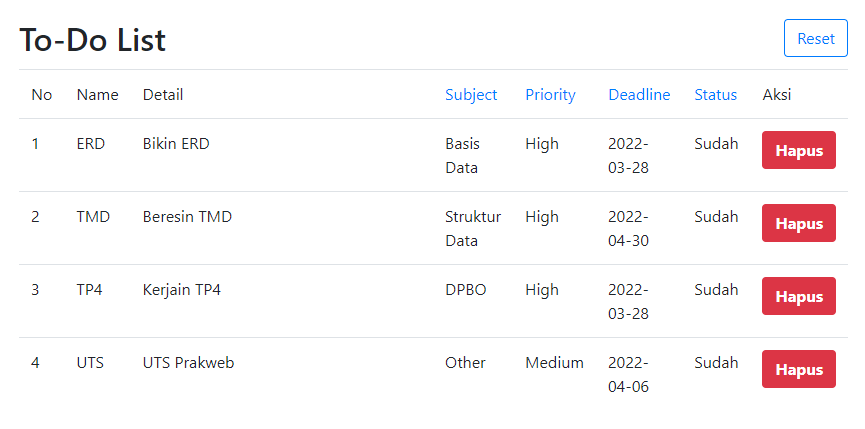 To-Do List Reset
No Name Detail Subject Priority Deadline Status Aksi
1 ERD Bikin ERD Basis High 2022- Sudah Hapus
Data 03-28
2 TMD Beresin TMD Struktur High 2022- Sudah Hapus
Data 04-30
3 TP4 Kerjain TP4 DPBO High 2022- Sudah Hapus
03-28
4 UTS UTS Prakweb Other Medium 2022- Sudah Hapus
04-06